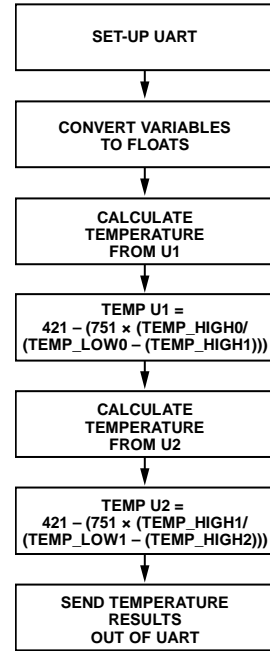 SET-UP UART
CONVERT VARIABLES
TO FLOATS
CALCULATE
TEMPERATURE
FROM U1
TEMP U1 =
421 – (751 × (TEMP_HIGH0/
(TEMP_LOW0 – (TEMP_HIGH1)))
CALCULATE
TEMPERATURE
FROM U2
TEMP U2 =
421 – (751 × (TEMP_HIGH1/
(TEMP_LOW1 – (TEMP_HIGH2)))
SEND TEMPERATURE
RESULTS
OUT OF UART